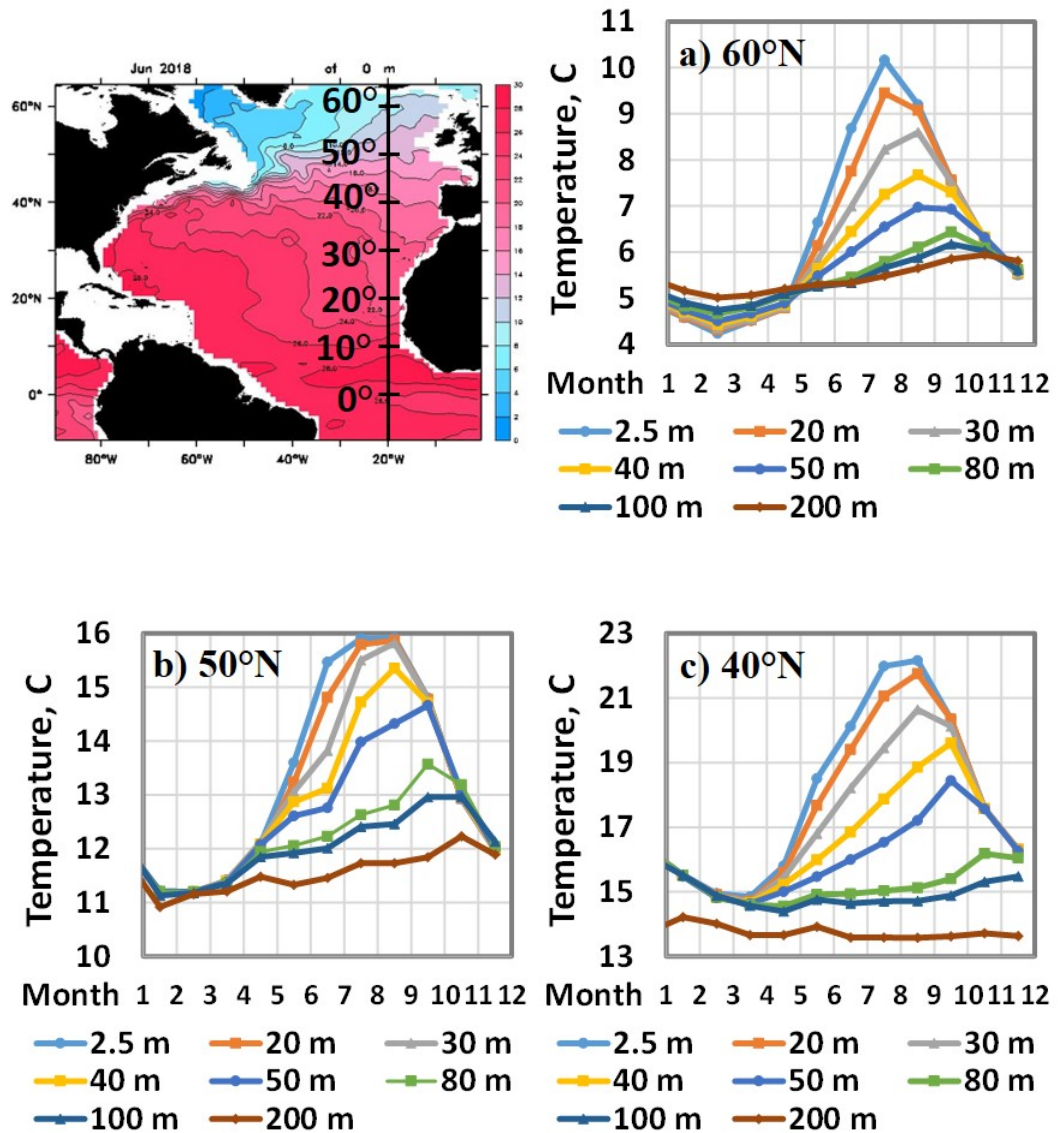 Jun 2018 at 0 m
60°N
40°N
20°N
0°
80°W 60°W 40°W 20°W
60°
50°
40°
30°
20°
10°
0°
30
28
26
24
22
20
18
16
14
12
10
8
6
4
2
0
a) 60°N
Temperature, C
11
10
9
8
7
6
5
4
Month 1 2 3 4 5 6 7 8 9 10 11 12
2.5 m 20 m 30 m
40 m 50 m 80 m
100 m 200 m
b) 50°N
Temperature, C
16
15
14
13
12
11
10
Month 1 2 3 4 5 6 7 8 9 10 11 12
2.5 m 20 m 30 m
40 m 50 m 80 m
100 m 200 m
c) 40°N
Temperature, C
23
21
19
17
15
13
Month 1 2 3 4 5 6 7 8 9 10 11 12
2.5 m 20 m 30 m
40 m 50 m 80 m
100 m 200 m